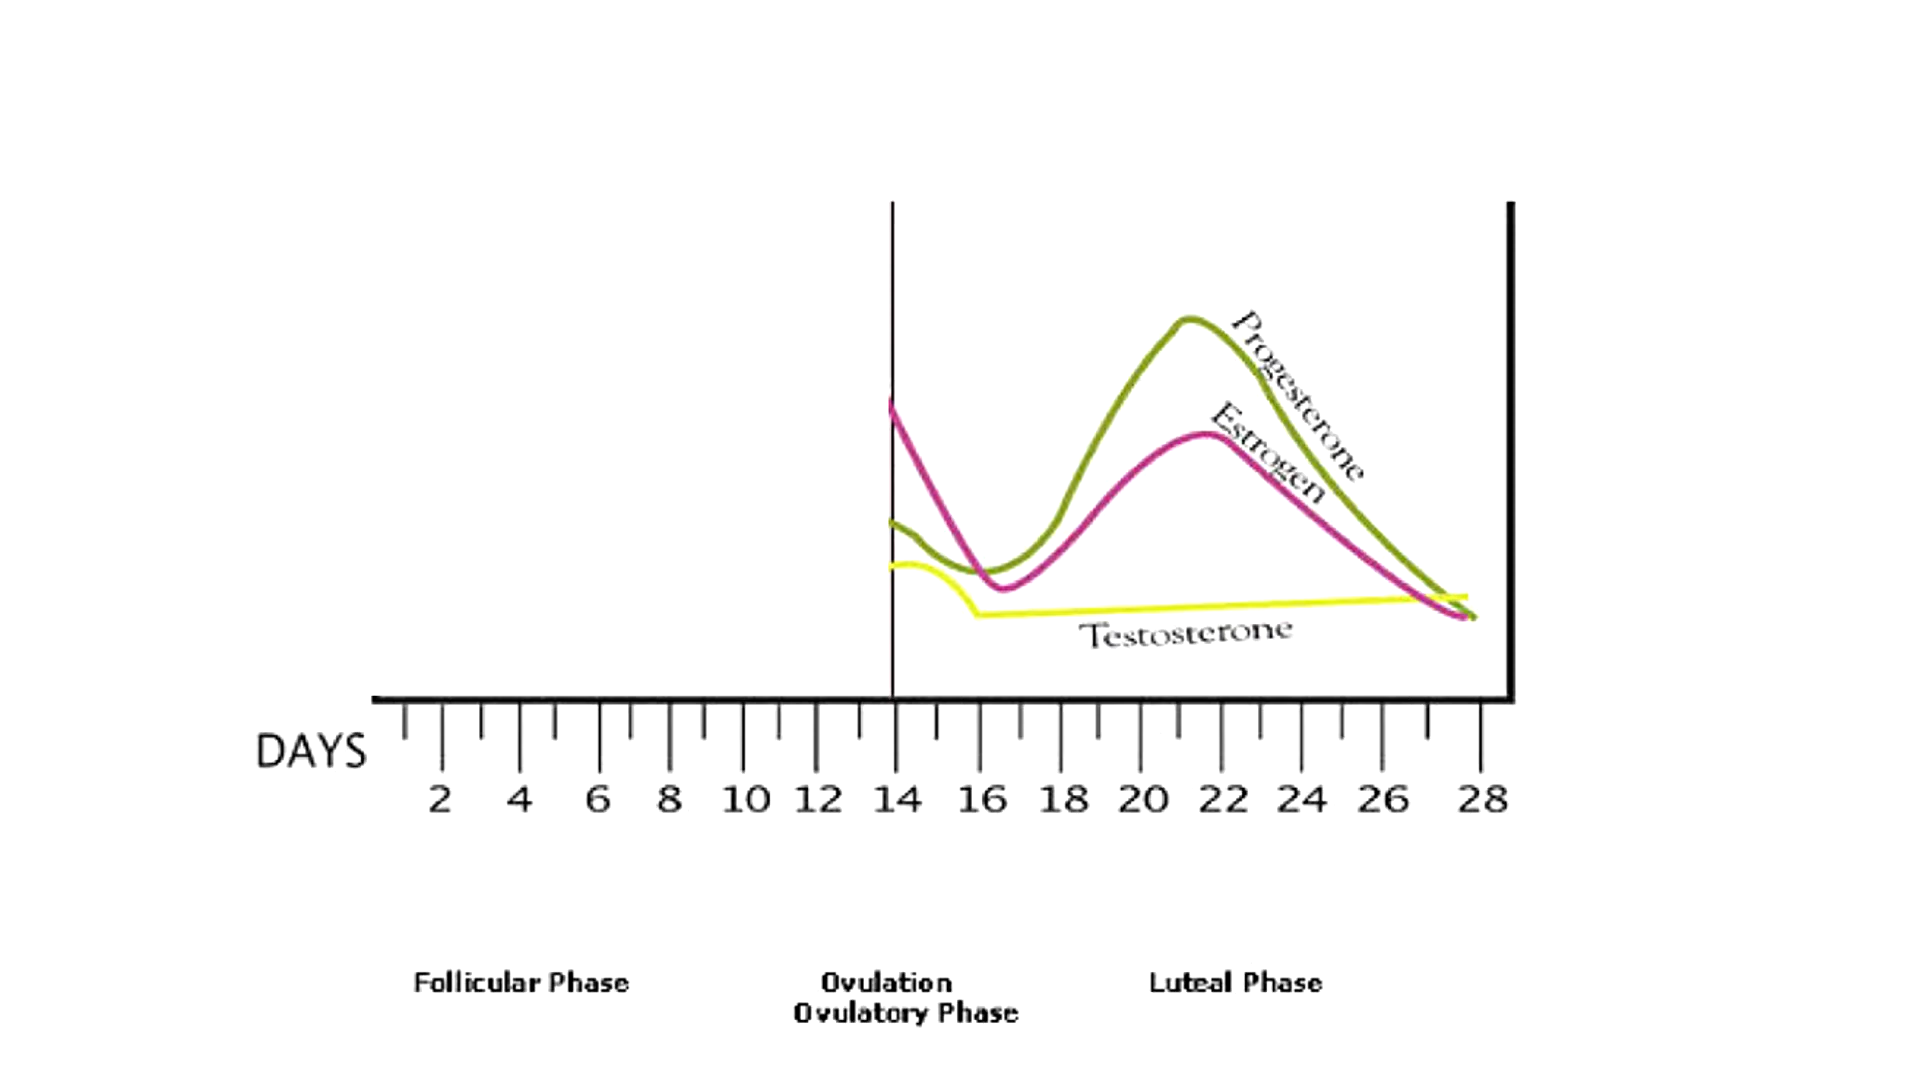 Progesterone
Estrogen
Testosterone
DAYS
2 4 6 8 10 12 14 16 18 20 22 24 26 28
Follicular Phase
Ovulation
Ovulatory Phase
Luteal Phase